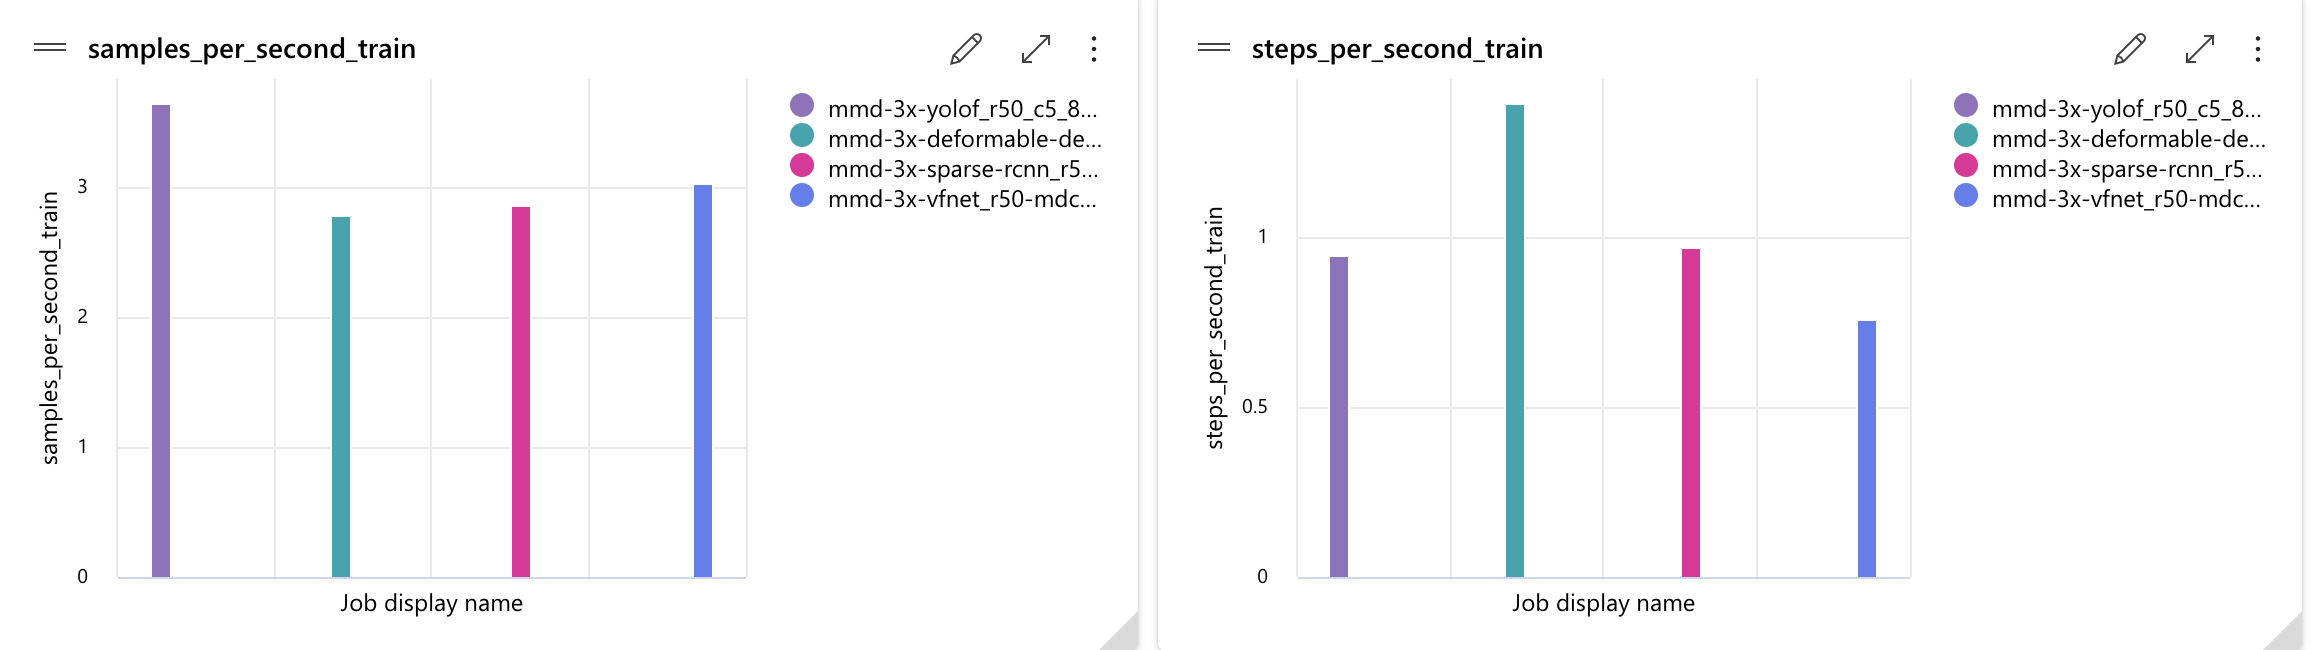 samples_per_second_train
mmd-3x-yolof_r50_c5_8...
mmd-3x-deformable-de...
mmd-3x-sparse-rcnn_r5...
mmd-3x-vfnet_r50-mdc...
samples_per_second_train
3
2
1
0
Job display name
steps_per_second_train
mmd-3x-yolof_r50_c5_8...
mmd-3x-deformable-de...
mmd-3x-sparse-rcnn_r5...
mmd-3x-vfnet_r50-mdc...
steps_per_second_train
1
0.5
0
Job display name